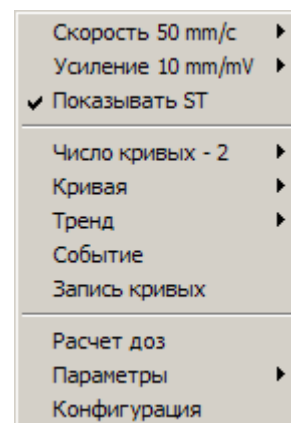 Скорость 50 mm/с
Усиление 10 mm/mV
Показывать ST
Число кривых - 2
Кривая
Тренд
Событие
Запись кривых
Расчет доз
Параметры
Конфигурация